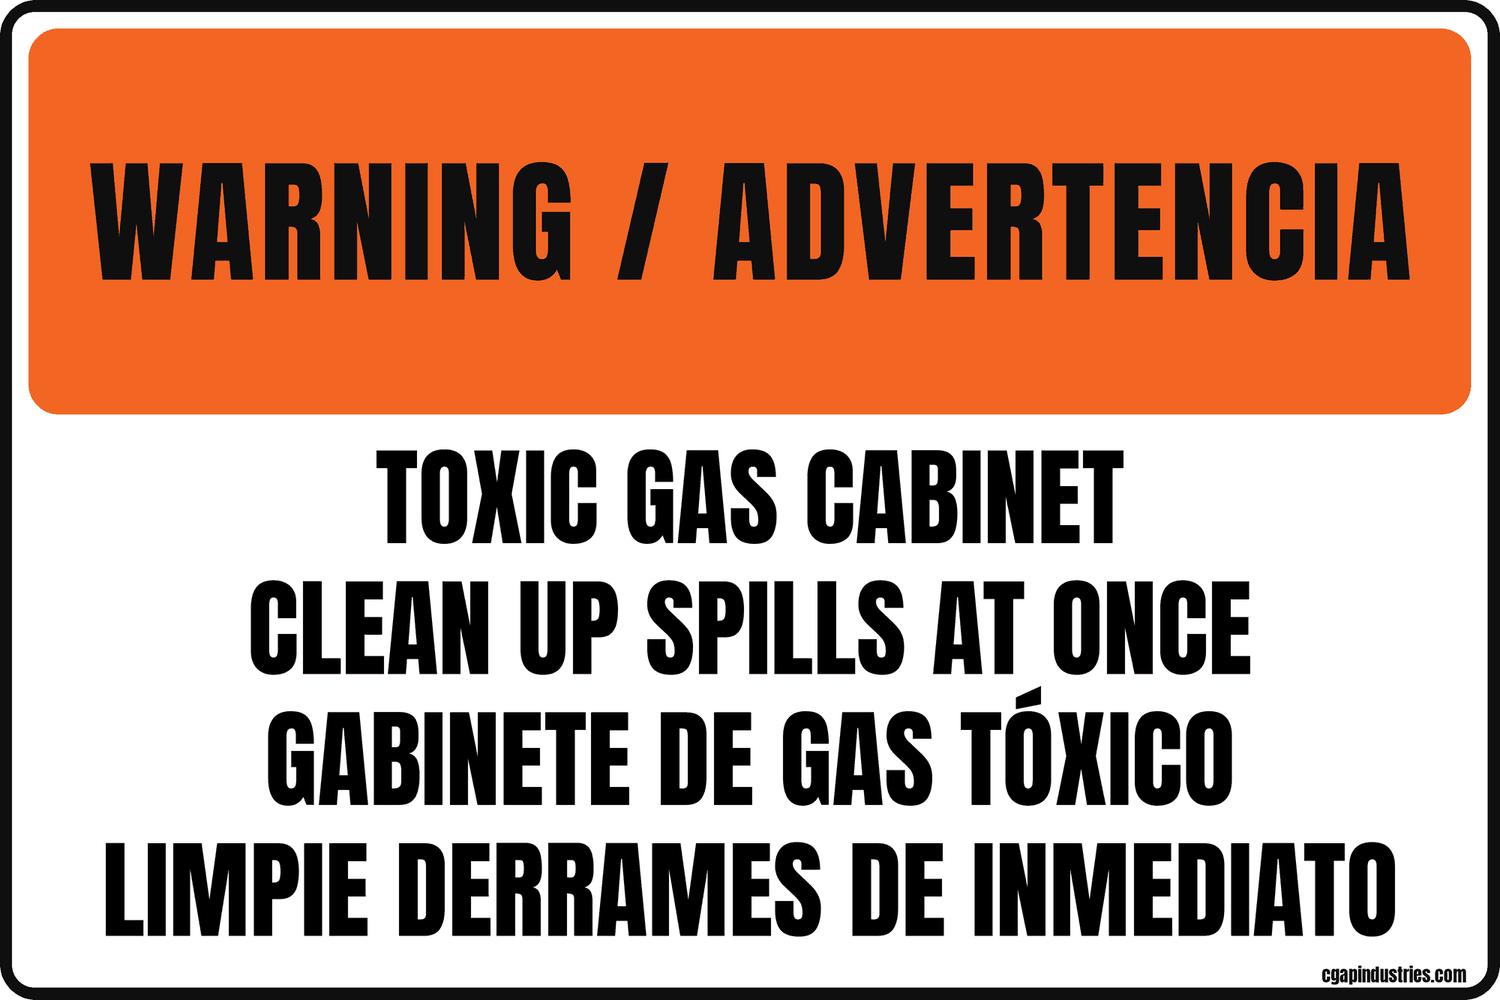 WARNING / ADVERTENCIA
TOXIC GAS CABINET
CLEAN UP SPILLS AT ONCE
GABINETE DE GAS TÓXICO
LIMPIE DERRAMES DE INMEDIATO
cgapindustries.com